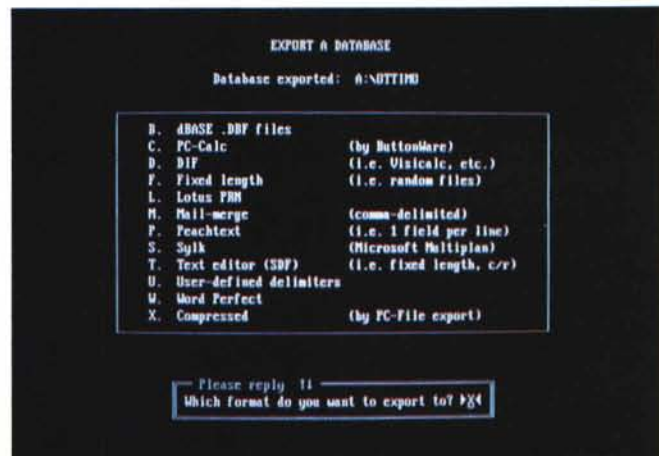 EXPORT A DATABASE
Database exported: A:\OTTIMO
B. dBASE .DBF files
C. PC-Calc (by ButtonWare)
D. DIF (i.e. Visicalc, etc.)
F. Fixed length (i.e. random files)
L. Lotus PRN
M. Mail-merge (comma-delimited)
P. Peachtext (i.e. 1 field per line)
S. Sylk (Microsoft Multiplan)
T. Text editor (SDF) (i.e. fixed length, c/r)
U. User-defined delimiters
W. Word Perfect
X. Compressed (by PC-File export)
Please reply ↑↓
Which format do you want to export to? ►X◄